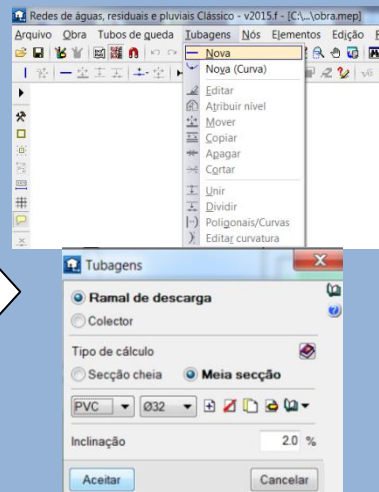 Redes de águas, residuais e pluviais Clássico - v2015.f - [C:\...\obra.mep]
Arquivo Obra Tubos de queda Tubagens Nós Elementos Edição
Nova
Nova (Curva)
Editar
Atribuir nível
Mover
Copiar
Apagar
Cortar
Unir
Dividir
Poligonais/Curvas
Editar curvatura
Tubagens
Ramal de descarga
Colector
Tipo de cálculo
Secção cheia Meia secção
PVC Ø32
Inclinação 2.0 %
Aceitar Cancelar